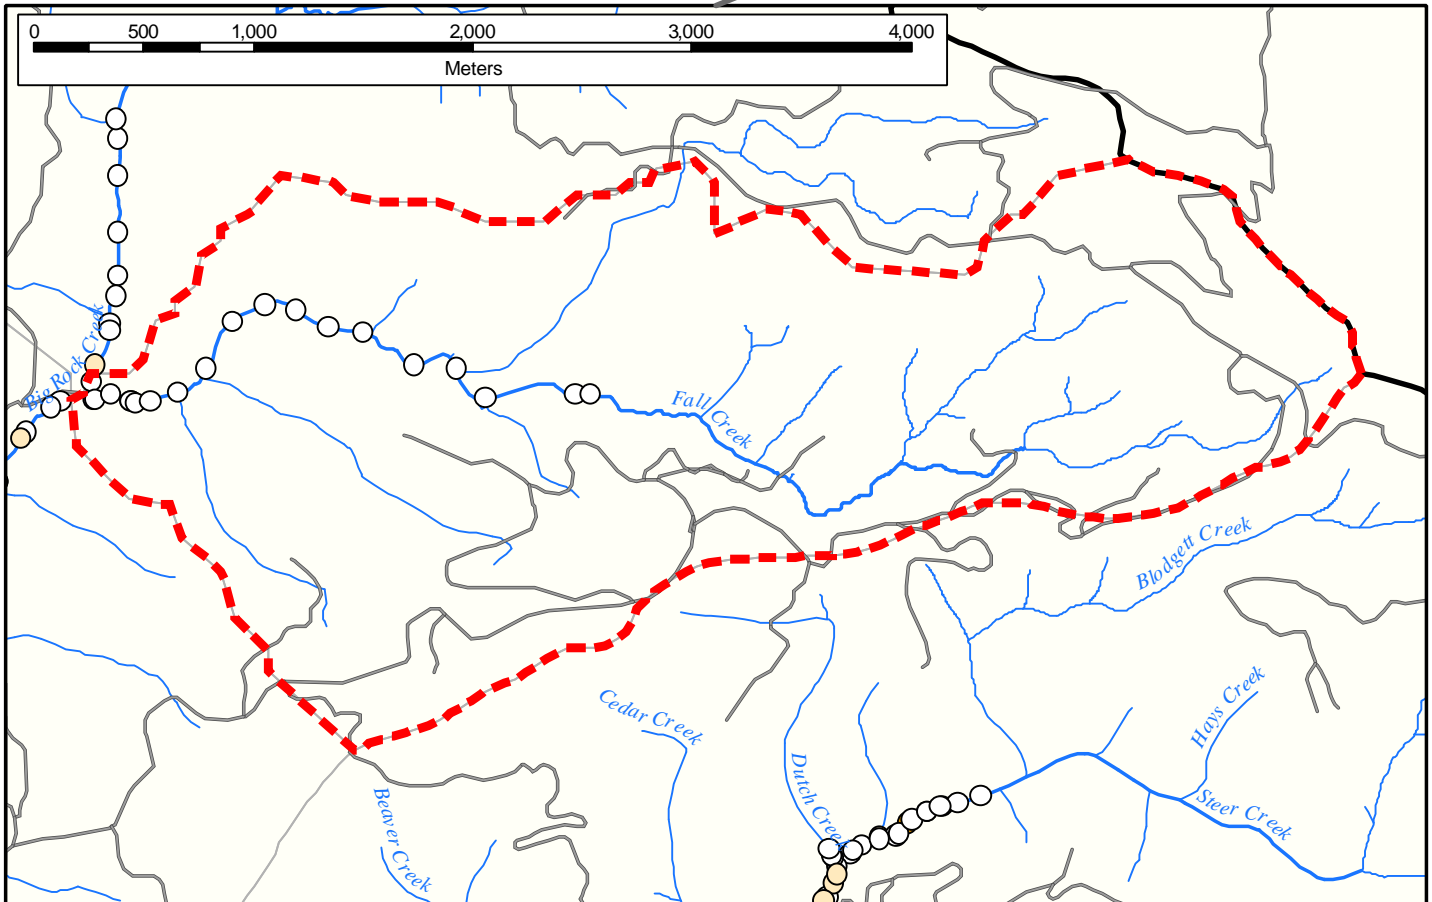 0 500 1,000 2,000 3,000 4,000
Meters
Big Rock Creek
Fall Creek
Blodgett Creek
Cedar Creek
Hays Creek
Dutch Creek
Steer Creek
Beaver Creek